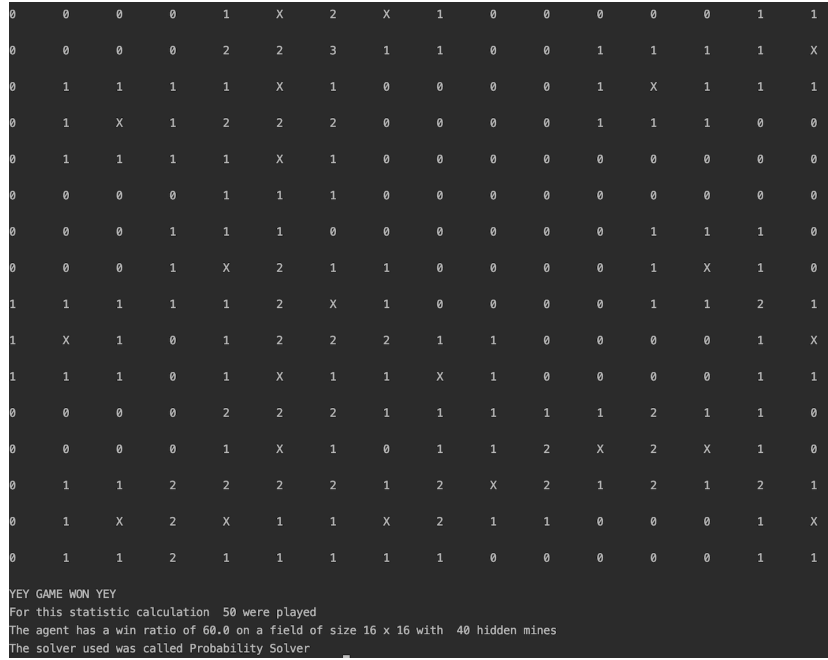 0 0 0 0 1 X 2 X 1 0 0 0 0 0 1 1
0 0 0 0 2 2 3 1 1 0 0 1 1 1 1 X
0 1 1 1 1 X 1 0 0 0 0 1 X 1 1 1
0 1 X 1 2 2 2 0 0 0 0 1 1 1 0 0
0 1 1 1 1 X 1 0 0 0 0 0 0 0 0 0
0 0 0 0 1 1 1 0 0 0 0 0 0 0 0 0
0 0 0 1 1 1 0 0 0 0 0 0 1 1 1 0
0 0 0 1 X 2 1 1 0 0 0 0 1 X 1 0
1 1 1 1 1 2 X 1 0 0 0 0 1 1 2 1
1 X 1 0 1 2 2 2 1 1 0 0 0 0 1 X
1 1 1 0 1 X 1 1 X 1 0 0 0 0 1 1
0 0 0 0 2 2 2 1 1 1 1 1 2 1 1 0
0 0 0 0 1 X 1 0 1 1 2 X 2 X 1 0
0 1 1 2 2 2 2 1 2 X 2 1 2 1 2 1
0 1 X 2 X 1 1 X 2 1 1 0 0 0 1 X
0 1 1 2 1 1 1 1 1 0 0 0 0 0 1 1
YEY GAME WON YEY
For this statistic calculation  50 were played
The agent has a win ratio of 60.0 on a field of size 16 x 16 with  40 hidden mines
The solver used was called Probability Solver